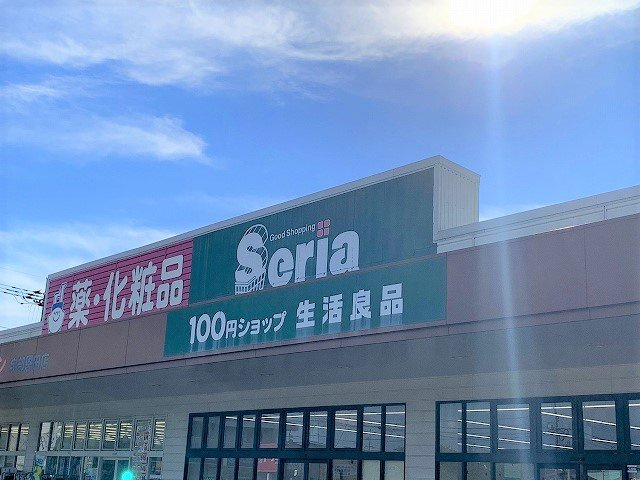 薬・化粧品
Good Shopping
Seria
100円ショップ 生活良品